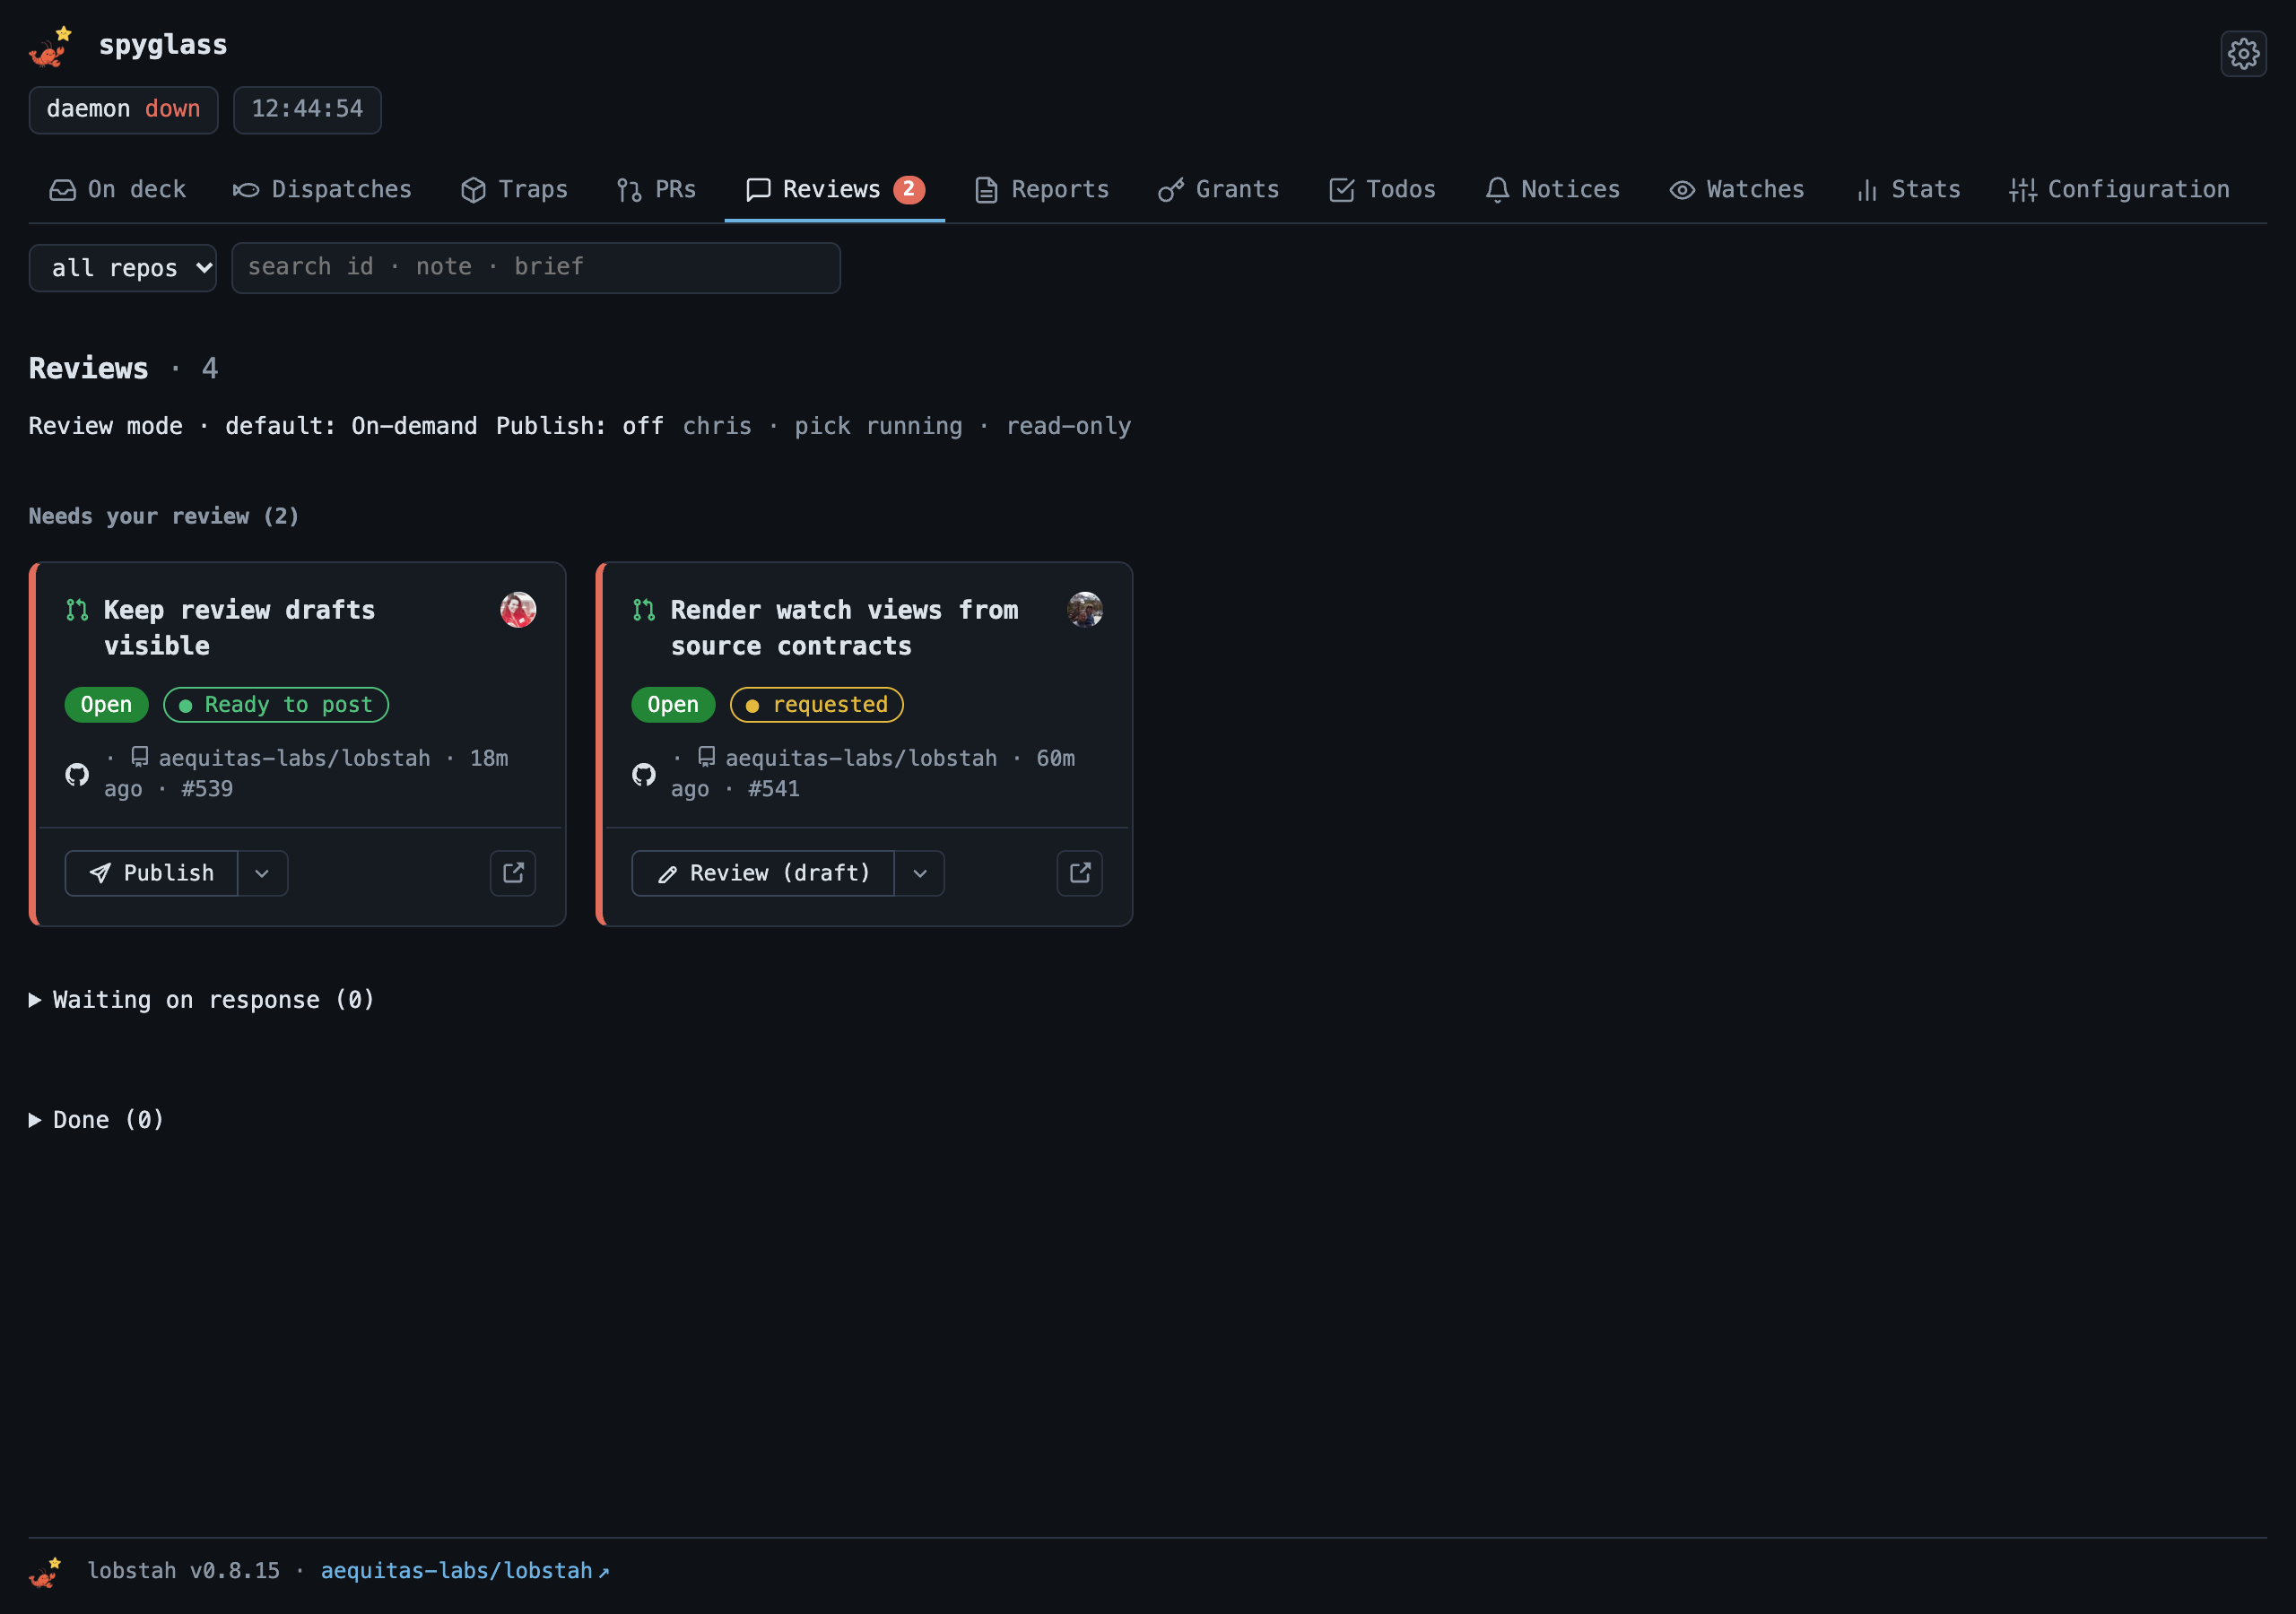 spyglass
daemon down
12:44:54
On deck
Dispatches
Traps
PRs
Reviews 2
Reports
Grants
Todos
Notices
Watches
Stats
Configuration
all repos
search id · note · brief
Reviews · 4
Review mode · default: On-demand Publish: off chris · pick running · read-only
Needs your review (2)
Keep review drafts
visible
Open
Ready to post
· aequitas-labs/lobstah · 18m
ago · #539
Publish
Render watch views from
source contracts
Open
requested
· aequitas-labs/lobstah · 60m
ago · #541
Review (draft)
Waiting on response (0)
Done (0)
lobstah v0.8.15 · aequitas-labs/lobstah↗